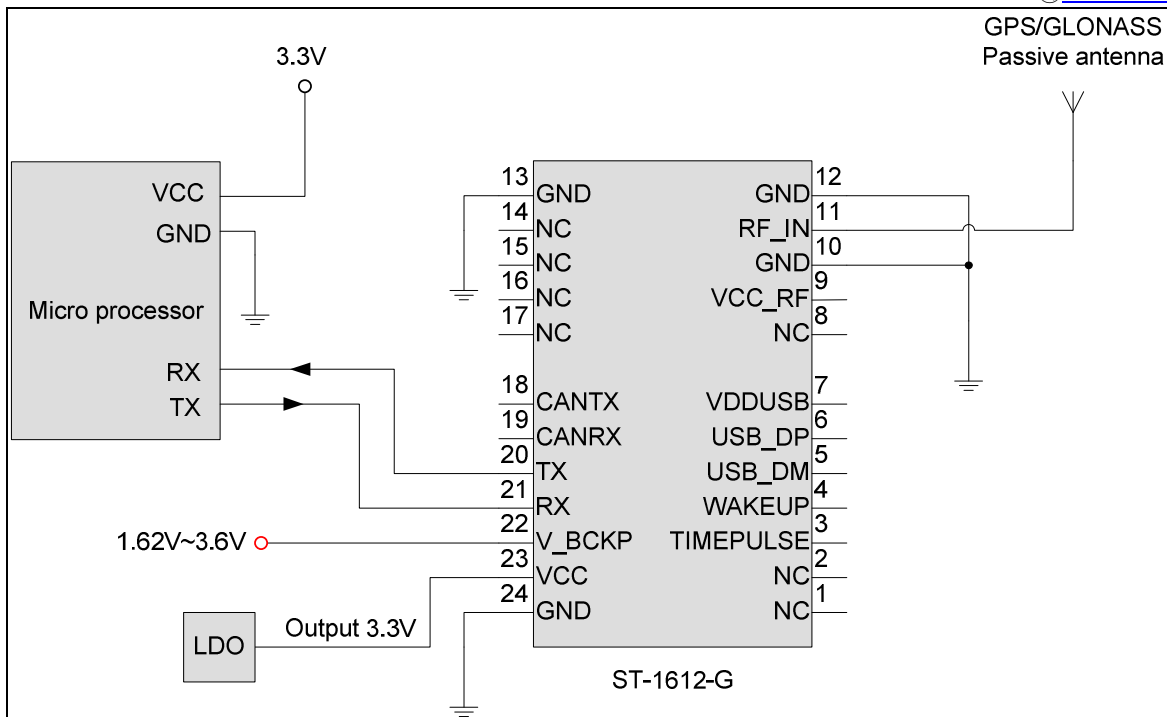 GPS/GLONASS
Passive antenna
3.3V
VCC
GND
Micro processor
RX
TX
13 GND
14 NC
15 NC
16 NC
17 NC
18 CANTX
19 CANRX
20 TX
21 RX
22 V_BCKP
23 VCC
24 GND
GND 12
RF_IN 11
GND 10
VCC_RF 9
NC 8
VDDUSB 7
USB_DP 6
USB_DM 5
WAKEUP 4
TIMEPULSE 3
NC 2
NC 1
1.62V~3.6V
LDO
Output 3.3V
ST-1612-G